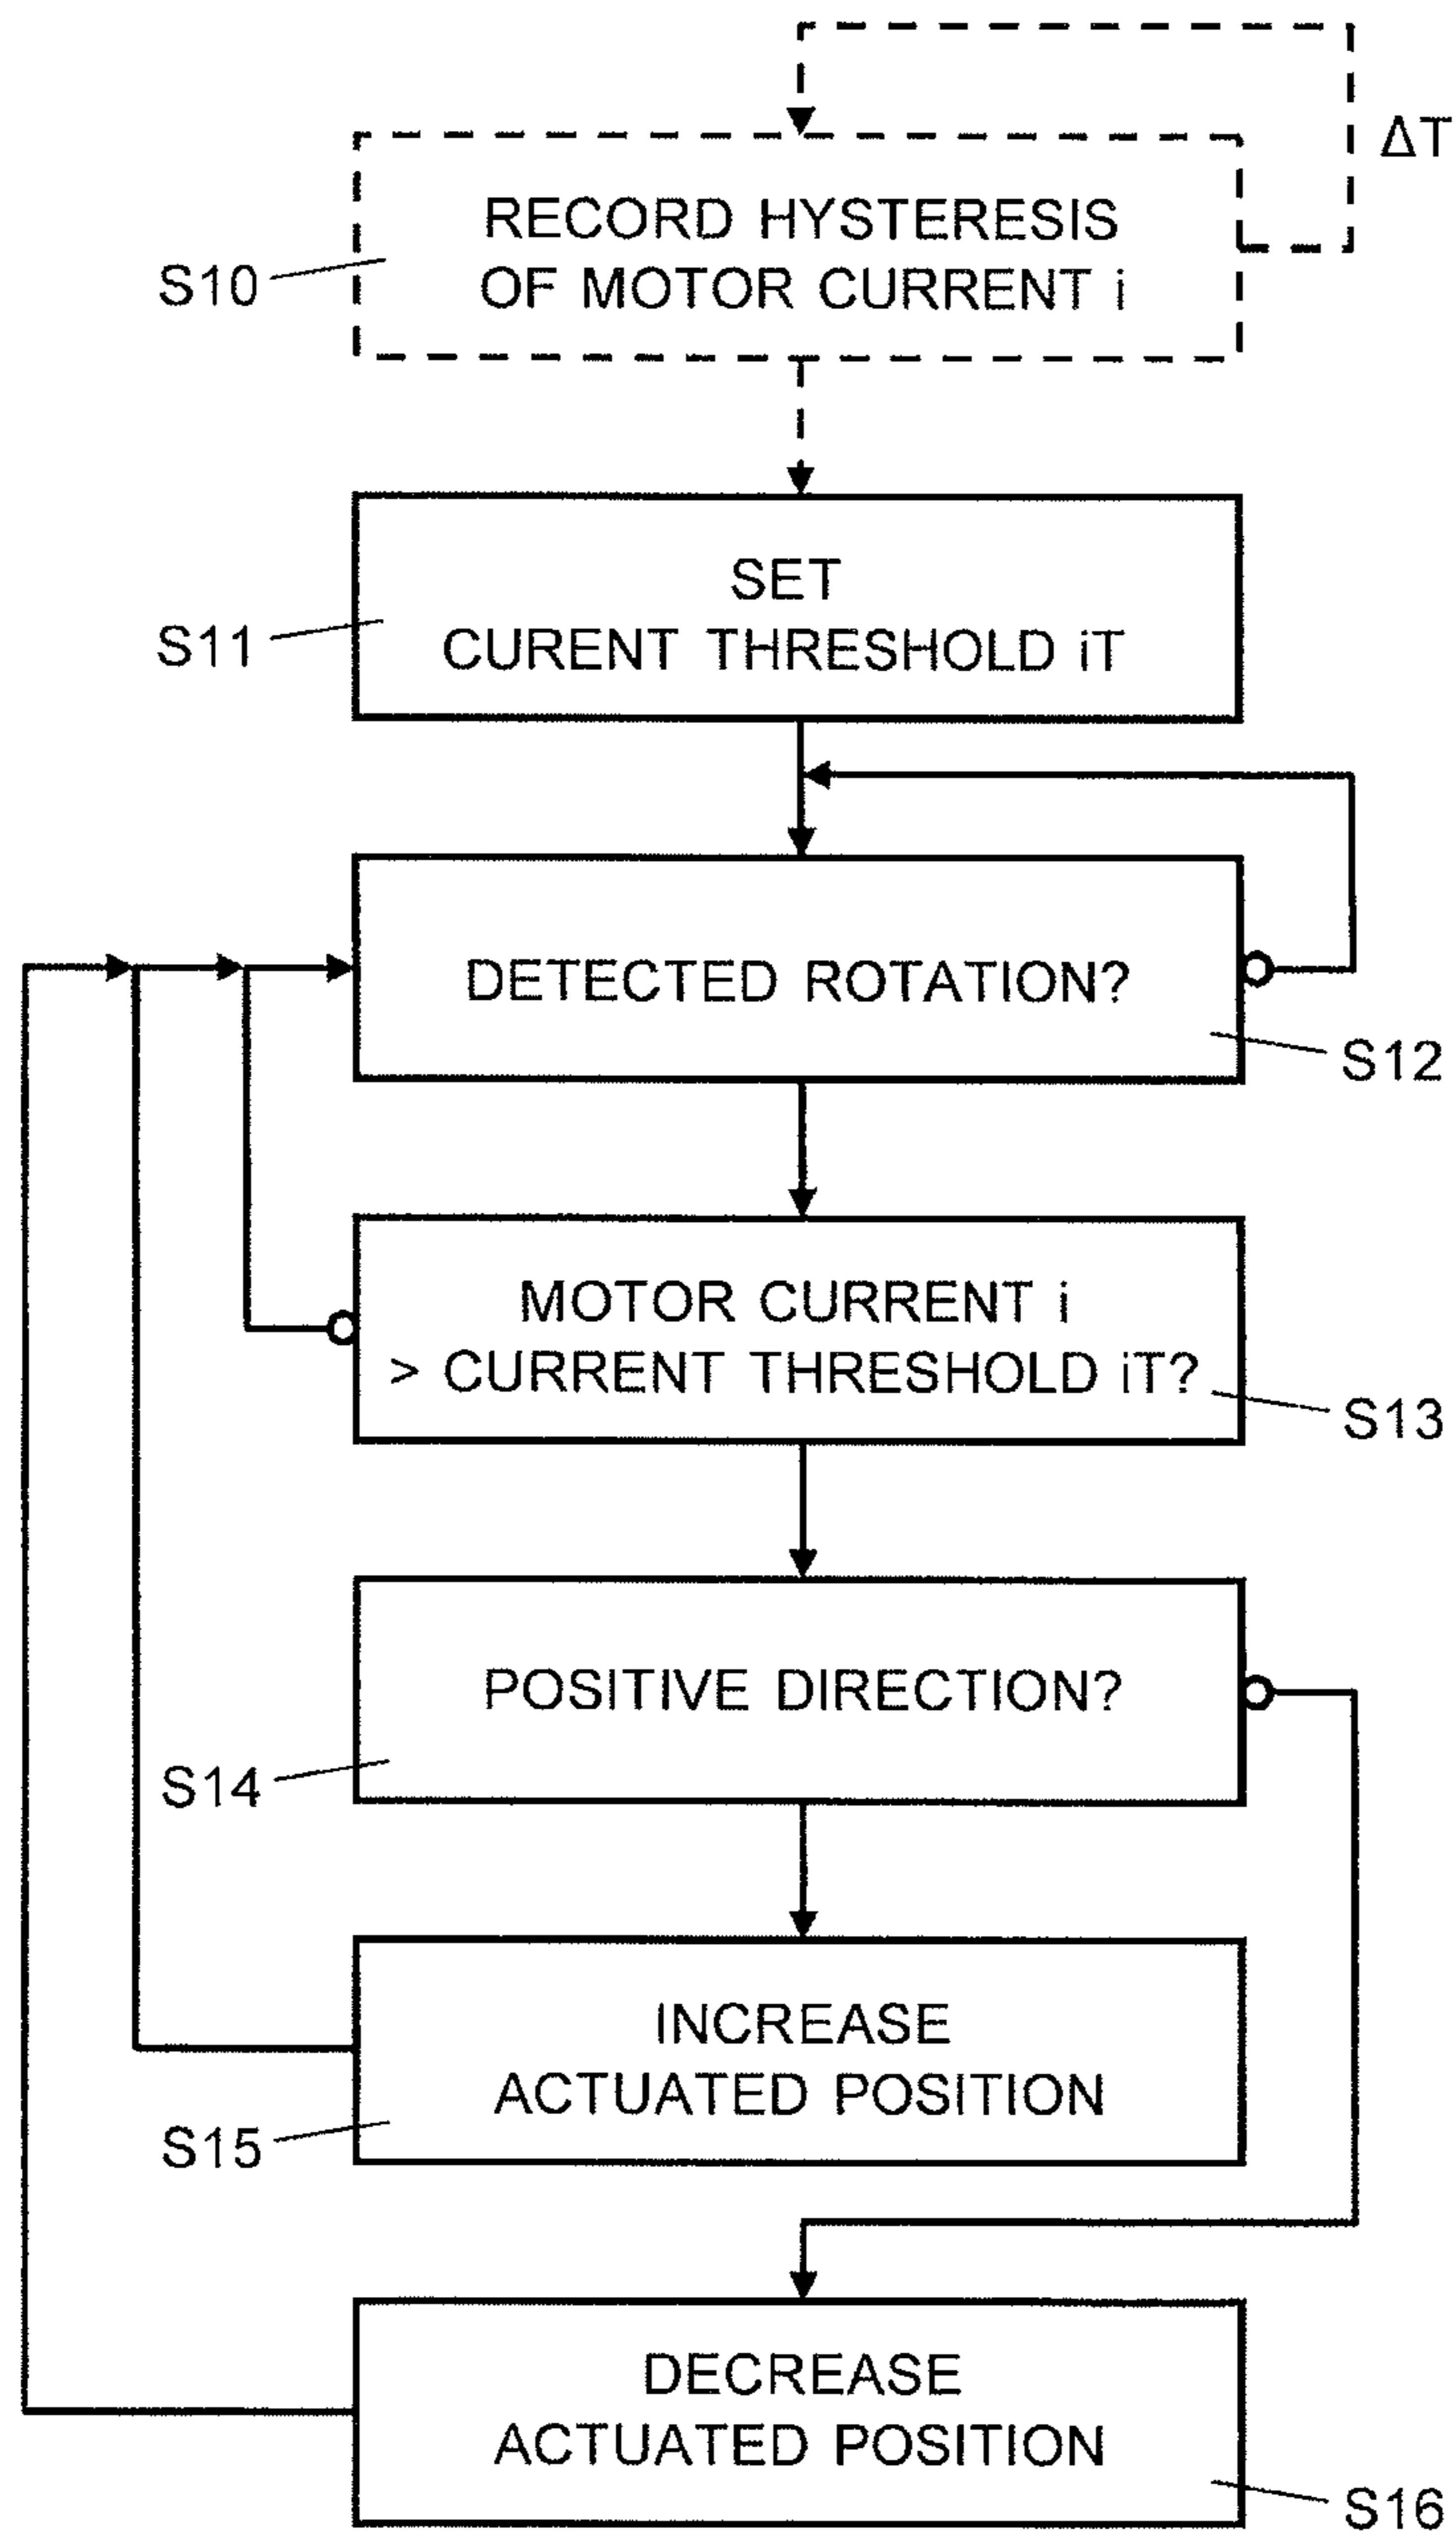 ΔT
RECORD HYSTERESIS
OF MOTOR CURRENT i
S10
SET
CURENT THRESHOLD iT
S11
DETECTED ROTATION?
S12
MOTOR CURRENT i
> CURRENT THRESHOLD iT?
S13
POSITIVE DIRECTION?
S14
INCREASE
ACTUATED POSITION
S15
DECREASE
ACTUATED POSITION
S16